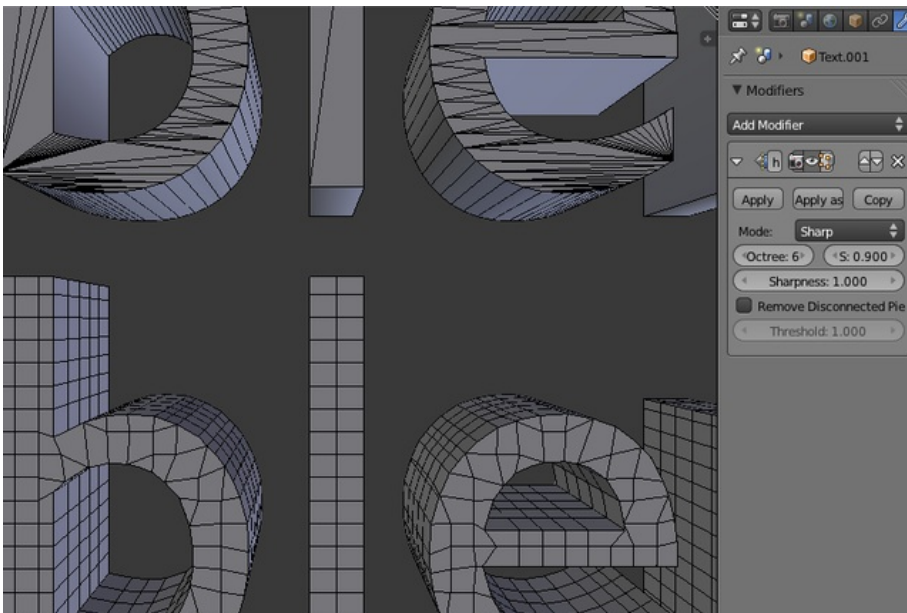 Text.001
Modifiers
Add Modifier
h
Apply Apply as Copy
Mode: Sharp
Octree: 6 S: 0.900
Sharpness: 1.000
Remove Disconnected Pie
Threshold: 1.000
ble
ble